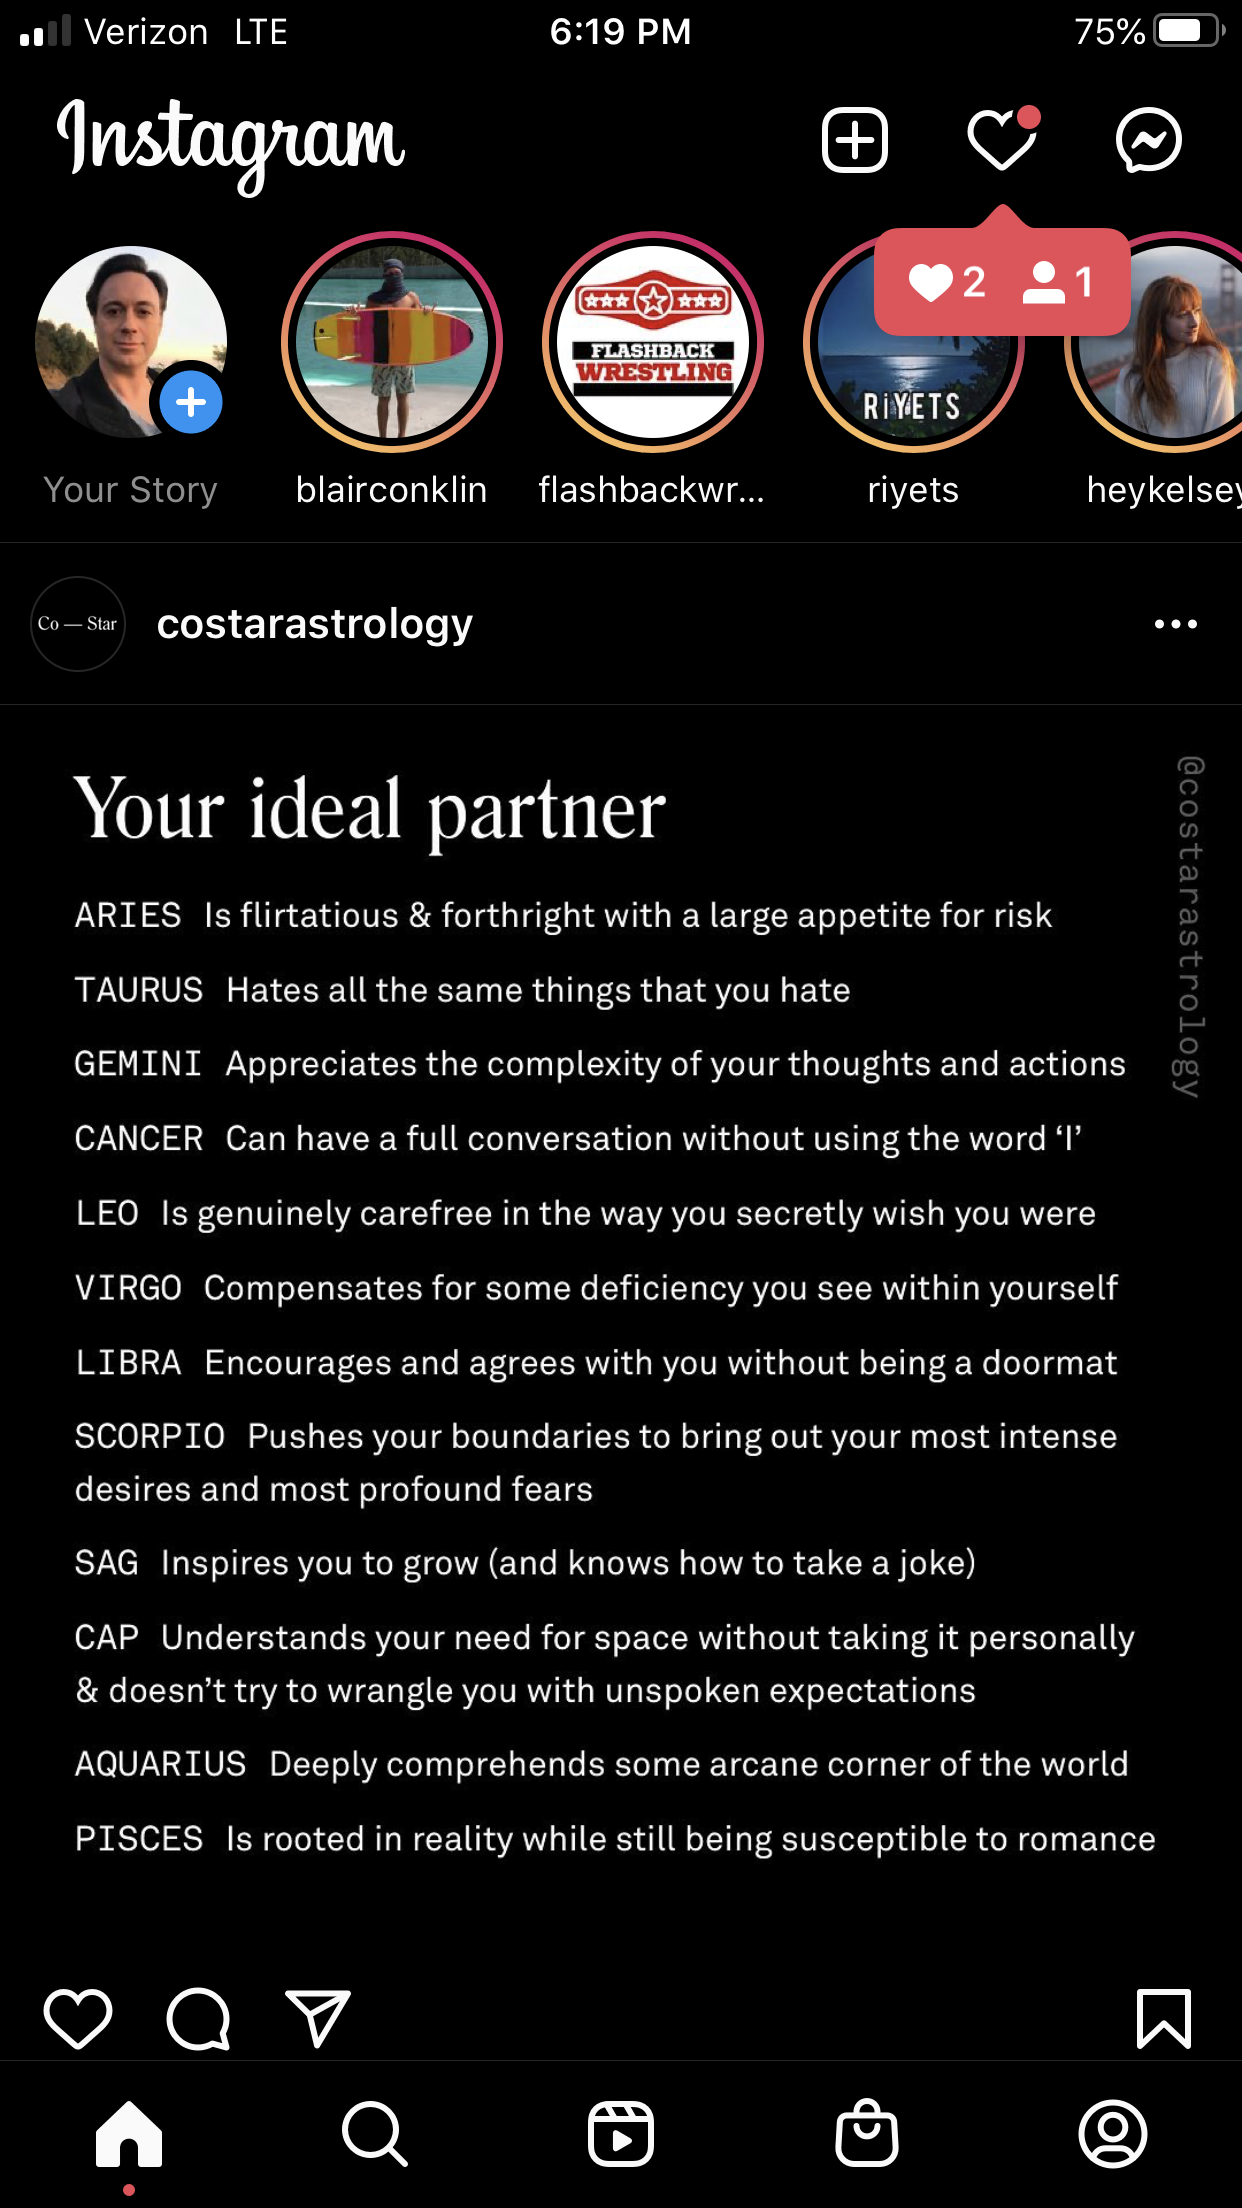 Verizon LTE
6:19 PM
75%
Instagram
2 1
FLASHBACK
WRESTLING
RiYETS
Your Story
blairconklin
flashbackwr...
riyets
heykelsey
Co — Star
costarastrology
@costarastrology
Your ideal partner
ARIES Is flirtatious & forthright with a large appetite for risk
TAURUS Hates all the same things that you hate
GEMINI Appreciates the complexity of your thoughts and actions
CANCER Can have a full conversation without using the word ‘I’
LEO Is genuinely carefree in the way you secretly wish you were
VIRGO Compensates for some deficiency you see within yourself
LIBRA Encourages and agrees with you without being a doormat
SCORPIO Pushes your boundaries to bring out your most intense
desires and most profound fears
SAG Inspires you to grow (and knows how to take a joke)
CAP Understands your need for space without taking it personally
& doesn’t try to wrangle you with unspoken expectations
AQUARIUS Deeply comprehends some arcane corner of the world
PISCES Is rooted in reality while still being susceptible to romance